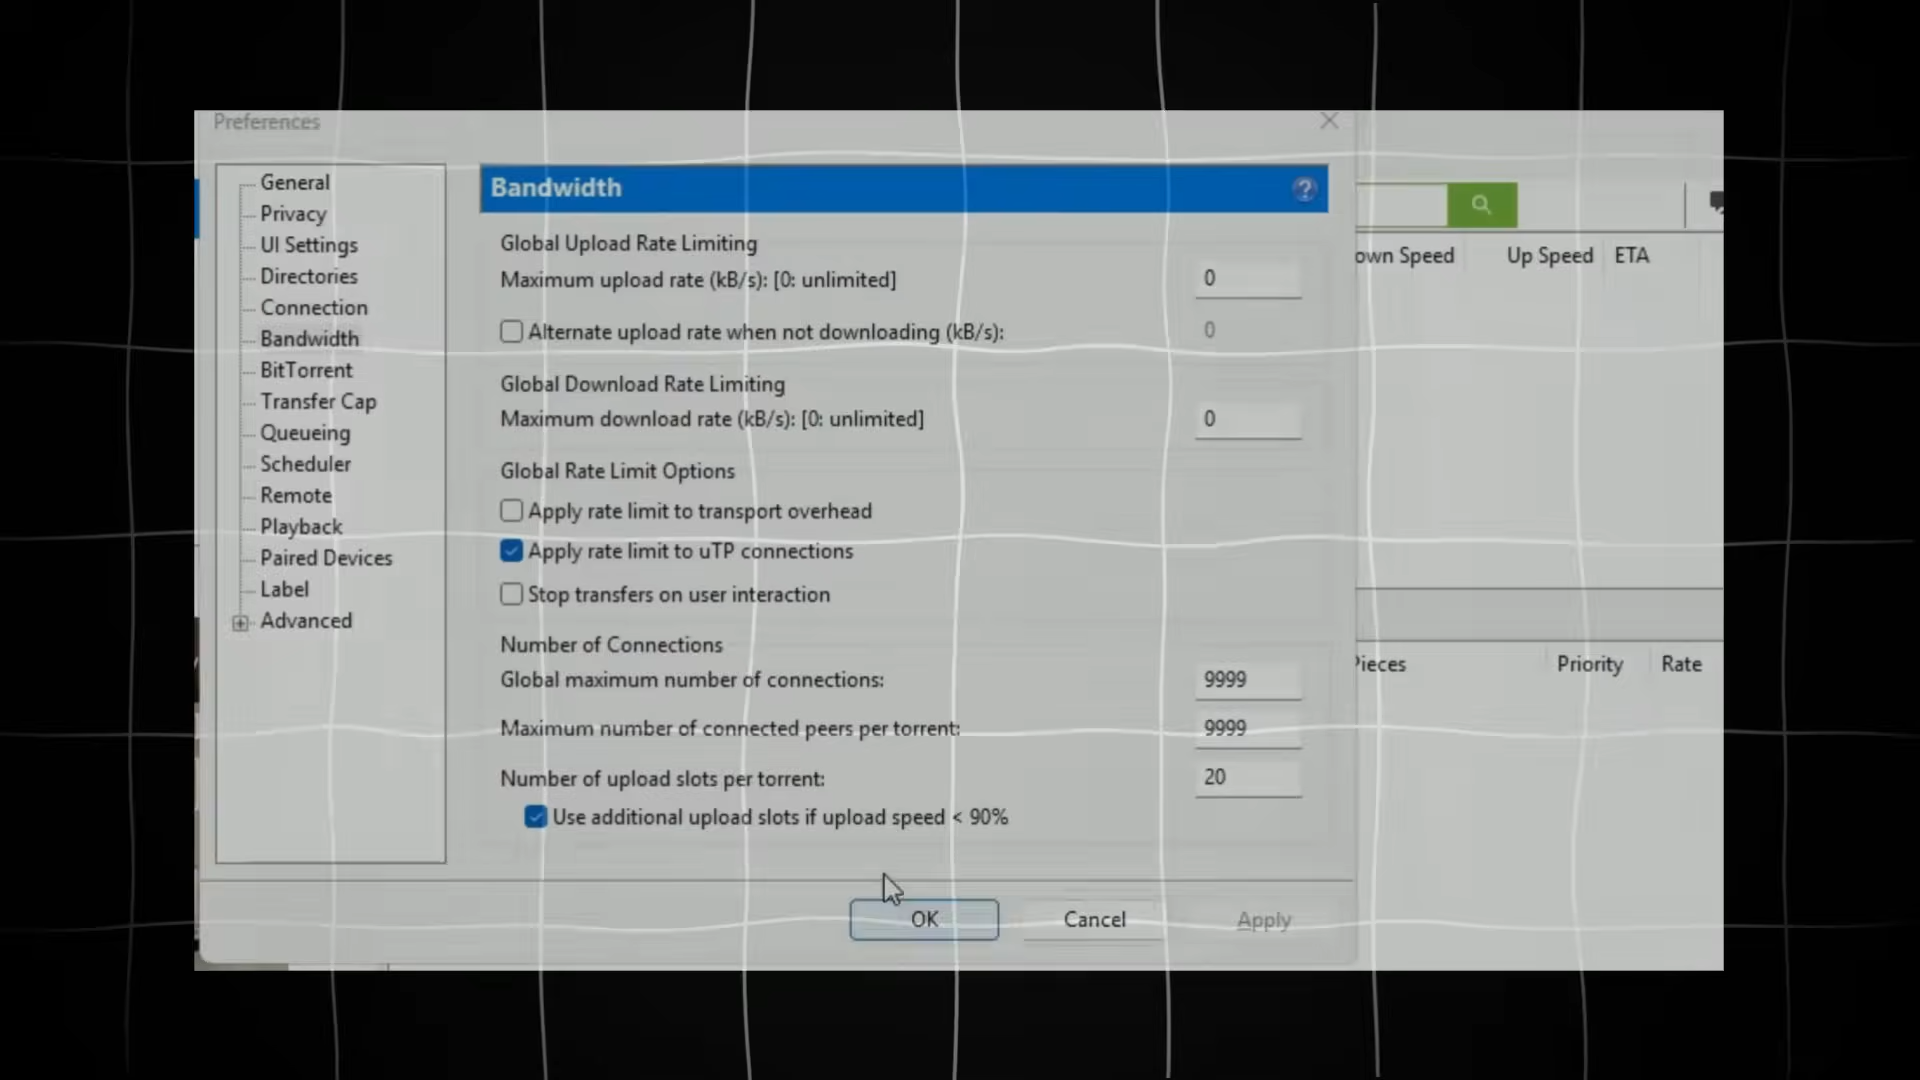 Preferences
General
Privacy
UI Settings
Directories
Connection
Bandwidth
BitTorrent
Transfer Cap
Queueing
Scheduler
Remote
Playback
Paired Devices
Label
Advanced
Bandwidth
Global Upload Rate Limiting
Maximum upload rate (kB/s): [0: unlimited] 0
Alternate upload rate when not downloading (kB/s): 0
Global Download Rate Limiting
Maximum download rate (kB/s): [0: unlimited] 0
Global Rate Limit Options
Apply rate limit to transport overhead
Apply rate limit to uTP connections
Stop transfers on user interaction
Number of Connections
Global maximum number of connections: 9999
Maximum number of connected peers per torrent: 9999
Number of upload slots per torrent: 20
Use additional upload slots if upload speed < 90%
OK Cancel Apply
own Speed Up Speed ETA
Pieces Priority Rate